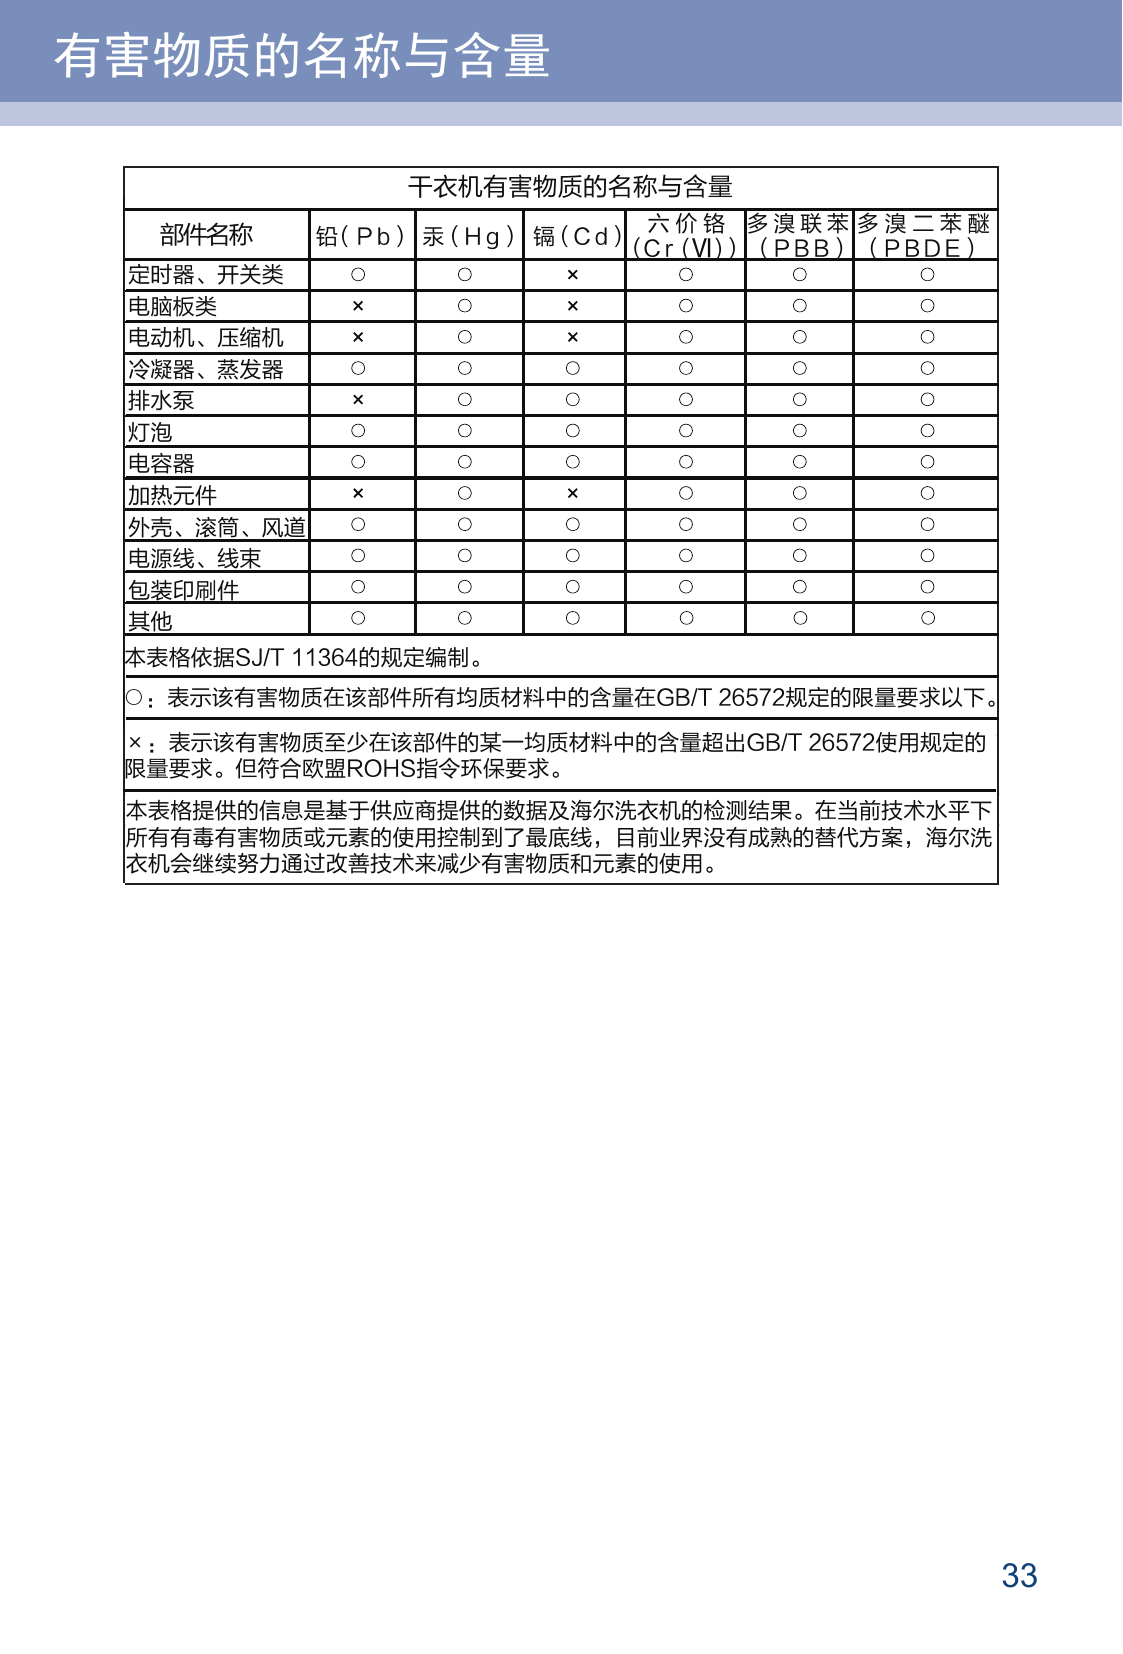 有害物质的名称与含量
干衣机有害物质的名称与含量
部件名称 铅(Pb) 汞(Hg) 镉(Cd) 六价铬(Cr(Ⅵ)) 多溴联苯(PBB) 多溴二苯醚(PBDE)
定时器、开关类 ○ ○ × ○ ○ ○
电脑板类 × ○ × ○ ○ ○
电动机、压缩机 × ○ × ○ ○ ○
冷凝器、蒸发器 ○ ○ ○ ○ ○ ○
排水泵 × ○ ○ ○ ○ ○
灯泡 ○ ○ ○ ○ ○ ○
电容器 ○ ○ ○ ○ ○ ○
加热元件 × ○ × ○ ○ ○
外壳、滚筒、风道 ○ ○ ○ ○ ○ ○
电源线、线束 ○ ○ ○ ○ ○ ○
包装印刷件 ○ ○ ○ ○ ○ ○
其他 ○ ○ ○ ○ ○ ○
本表格依据SJ/T 11364的规定编制。
○：表示该有害物质在该部件所有均质材料中的含量在GB/T 26572规定的限量要求以下。
×：表示该有害物质至少在该部件的某一均质材料中的含量超出GB/T 26572使用规定的
限量要求。但符合欧盟ROHS指令环保要求。
本表格提供的信息是基于供应商提供的数据及海尔洗衣机的检测结果。在当前技术水平下
所有有毒有害物质或元素的使用控制到了最底线，目前业界没有成熟的替代方案，海尔洗
衣机会继续努力通过改善技术来减少有害物质和元素的使用。
33